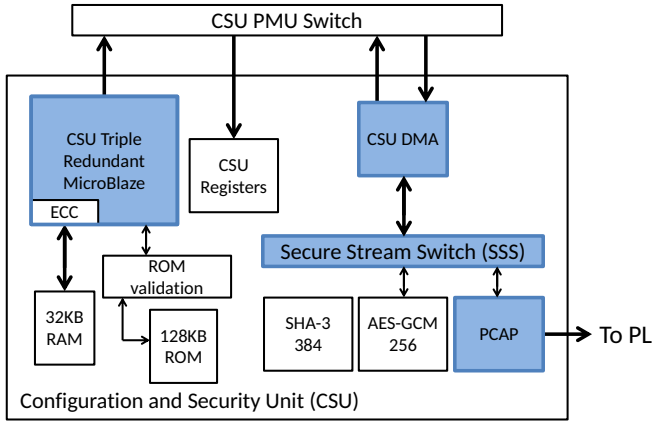 CSU PMU Switch
CSU Triple
Redundant
MicroBlaze
ECC
CSU
Registers
CSU DMA
Secure Stream Switch (SSS)
ROM
validation
32KB
RAM
128KB
ROM
SHA-3
384
AES-GCM
256
PCAP
To PL
Configuration and Security Unit (CSU)